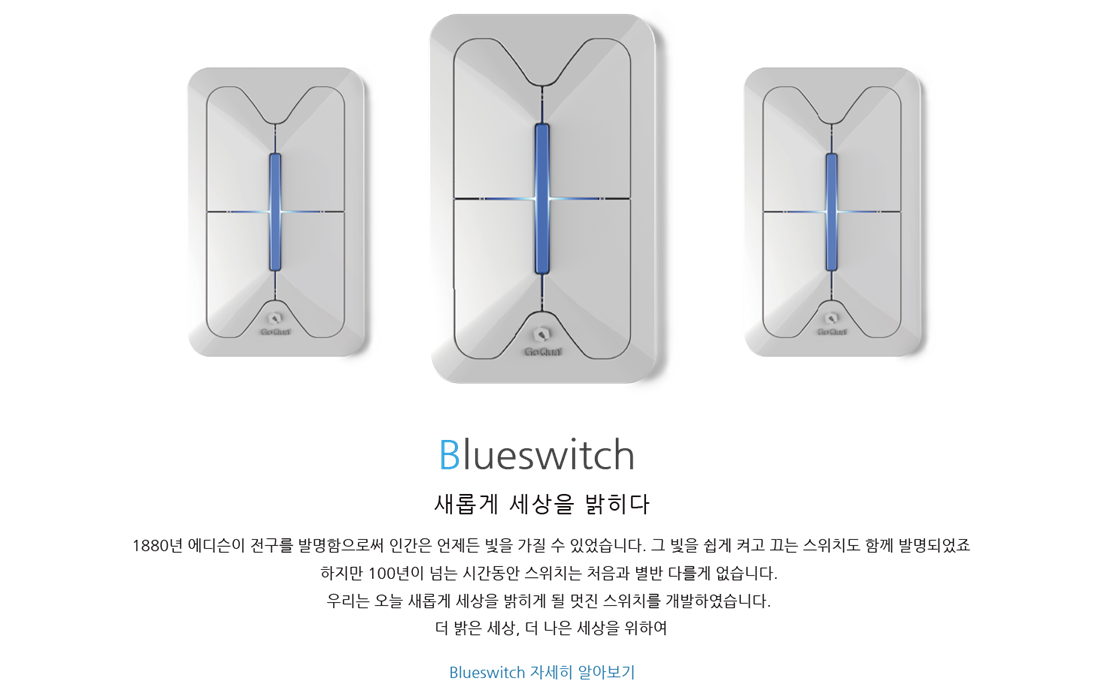 Blueswitch
새롭게 세상을 밝히다
1880년 에디슨이 전구를 발명함으로써 인간은 언제든 빛을 가질 수 있었습니다. 그 빛을 쉽게 켜고 끄는 스위치도 함께 발명되었죠
하지만 100년이 넘는 시간동안 스위치는 처음과 별반 다를게 없습니다.
우리는 오늘 새롭게 세상을 밝히게 될 멋진 스위치를 개발하였습니다.
더 밝은 세상, 더 나은 세상을 위하여
Blueswitch 자세히 알아보기